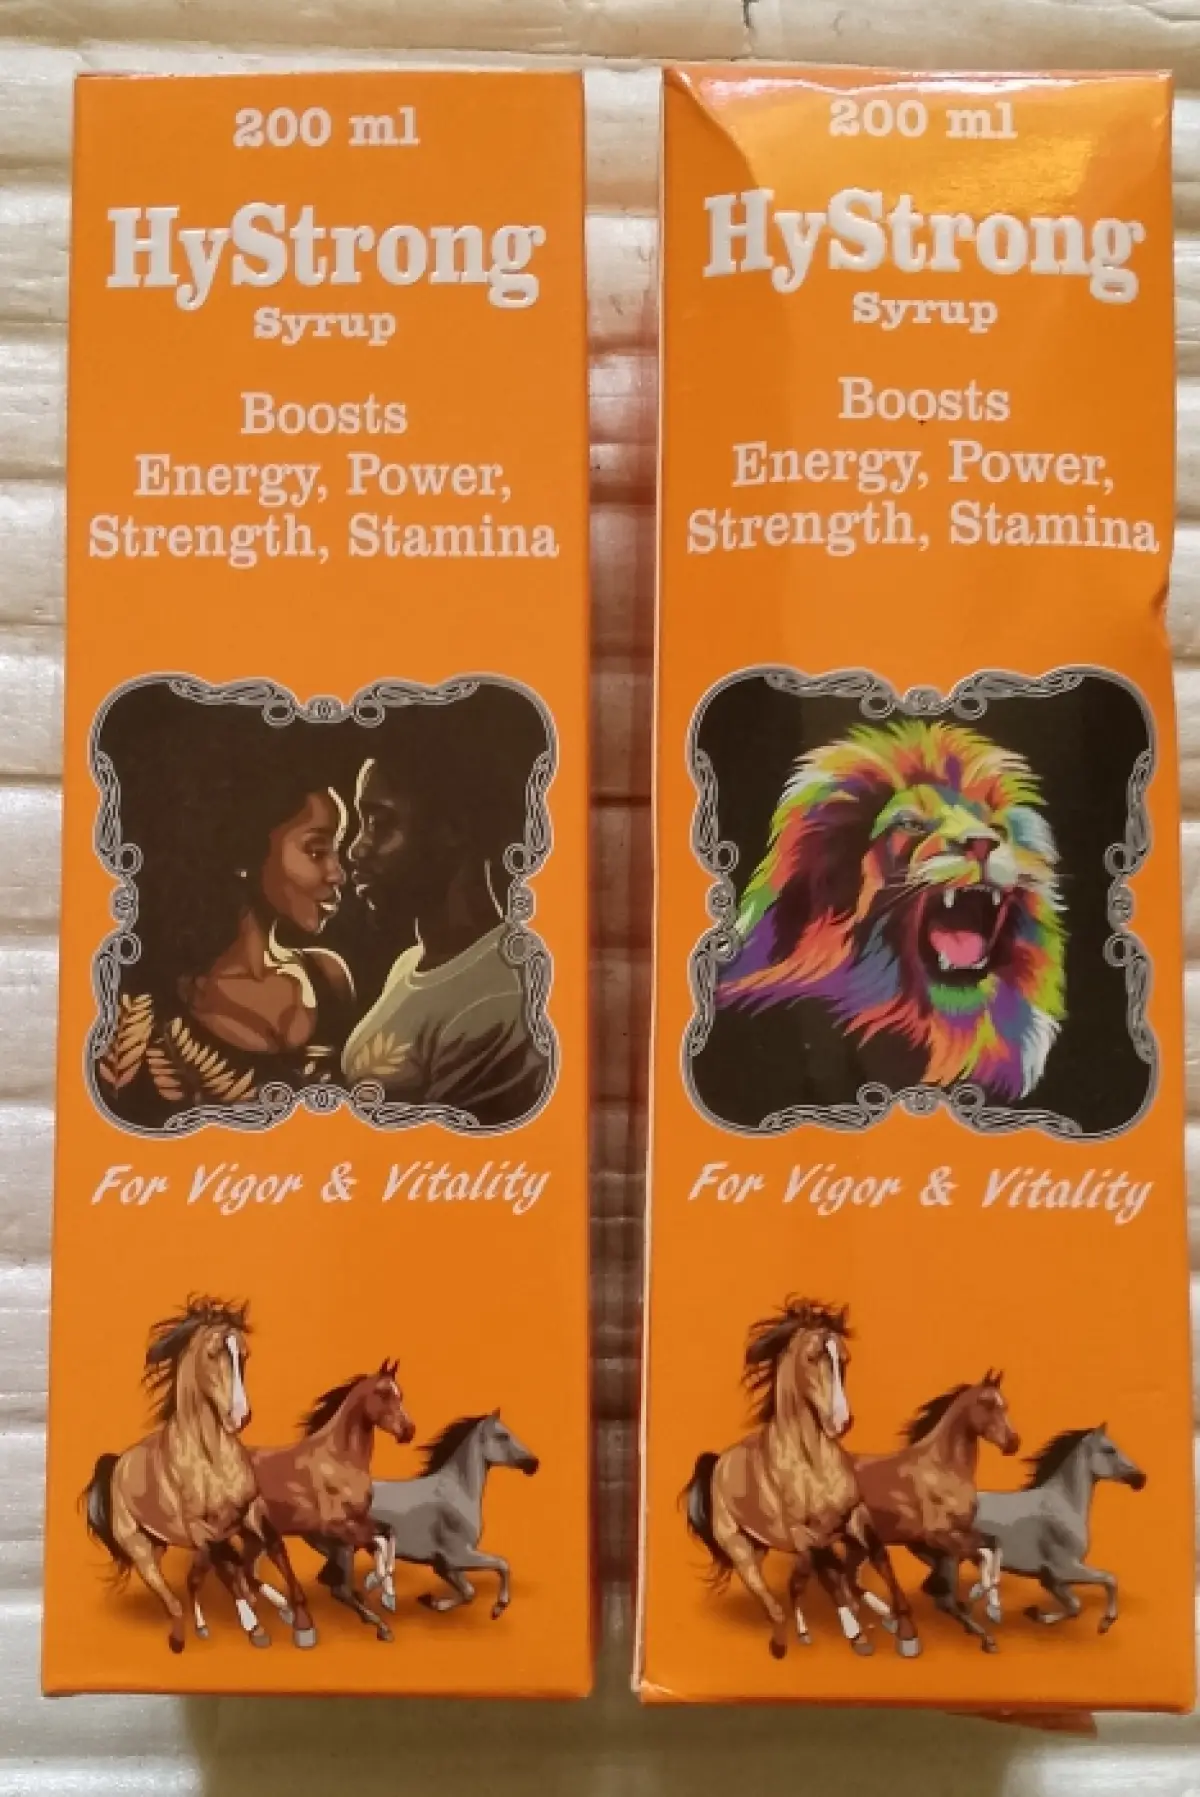 200 ml
HyStrong
Syrup
Boosts
Energy, Power,
Strength, Stamina
For Vigor & Vitality
200 ml
HyStrong
Syrup
Boosts
Energy, Power,
Strength, Stamina
For Vigor & Vitality